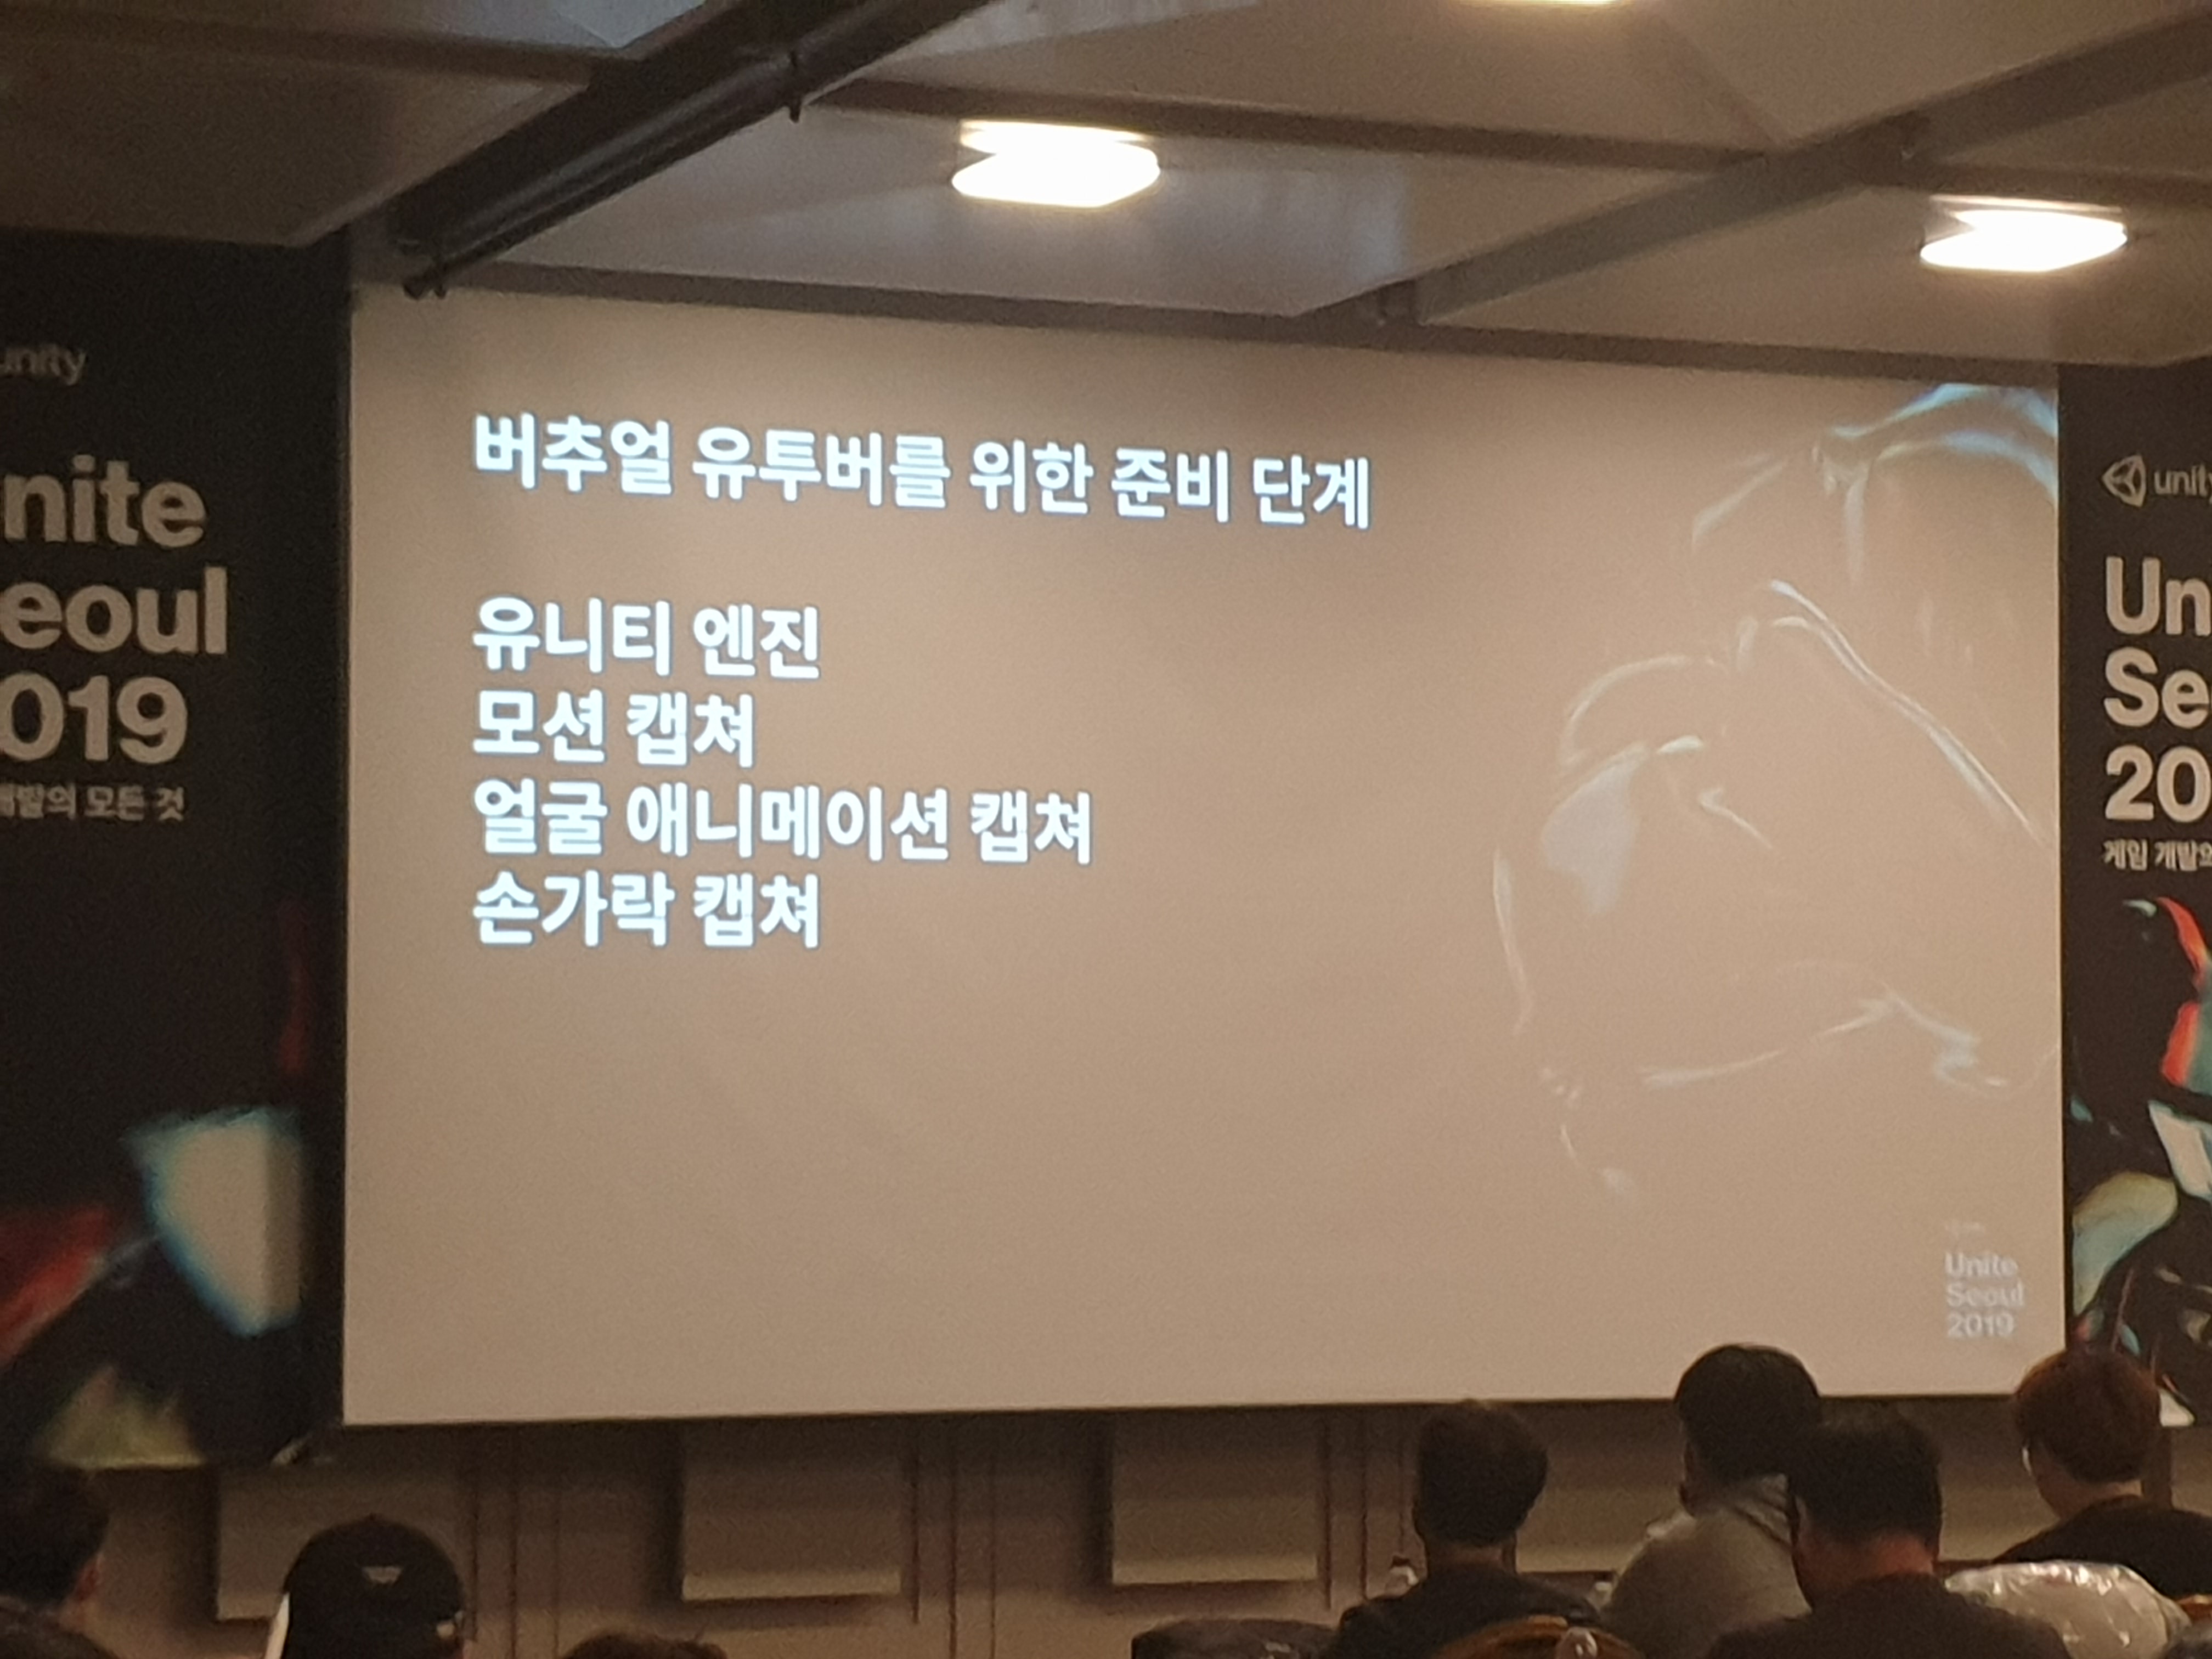 버추얼 유투버를 위한 준비 단계
유니티 엔진
모션 캡쳐
얼굴 애니메이션 캡쳐
손가락 캡쳐
Unite
Seoul
2019
unity
nite
eoul
019
개발의 모든 것
unity
Un
Se
20
게임 개발의